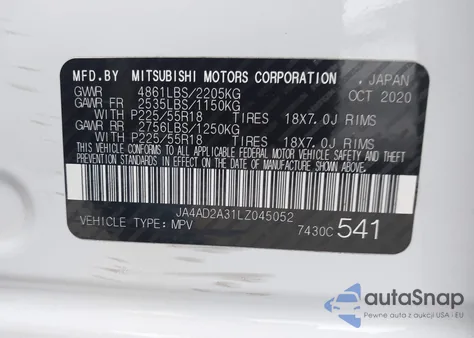 MFD.BY MITSUBISHI MOTORS CORPORATION, JAPAN
GVWR 4861LBS/2205KG OCT 2020
GAWR FR 2535LBS/1150KG
WITH P225/55R18 TIRES 18X7.0J RIMS
GAWR RR 2756LBS/1250KG
WITH P225/55R18 TIRES 18X7.0J RIMS
THIS VEHICLE CONFORMS TO ALL APPLICABLE FEDERAL MOTOR VEHICLE SAFETY, BUMPER, AND THEFT PREVENTION STANDARDS IN EFFECT ON THE DATE OF MANUFACTURE SHOWN ABOVE.
JA4AD2A31LZ045052
VEHICLE TYPE: MPV 7430C 541
autoSnap
Pewne auto z aukcji USA i EU